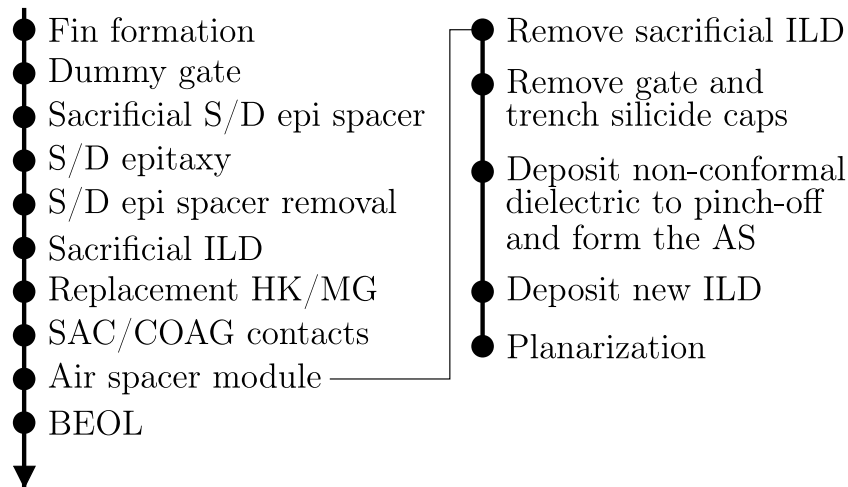 Fin formation
Dummy gate
Sacrificial S/D epi spacer
S/D epitaxy
S/D epi spacer removal
Sacrificial ILD
Replacement HK/MG
SAC/COAG contacts
Air spacer module
BEOL
Remove sacrificial ILD
Remove gate and
trench silicide caps
Deposit non-conformal
dielectric to pinch-off
and form the AS
Deposit new ILD
Planarization